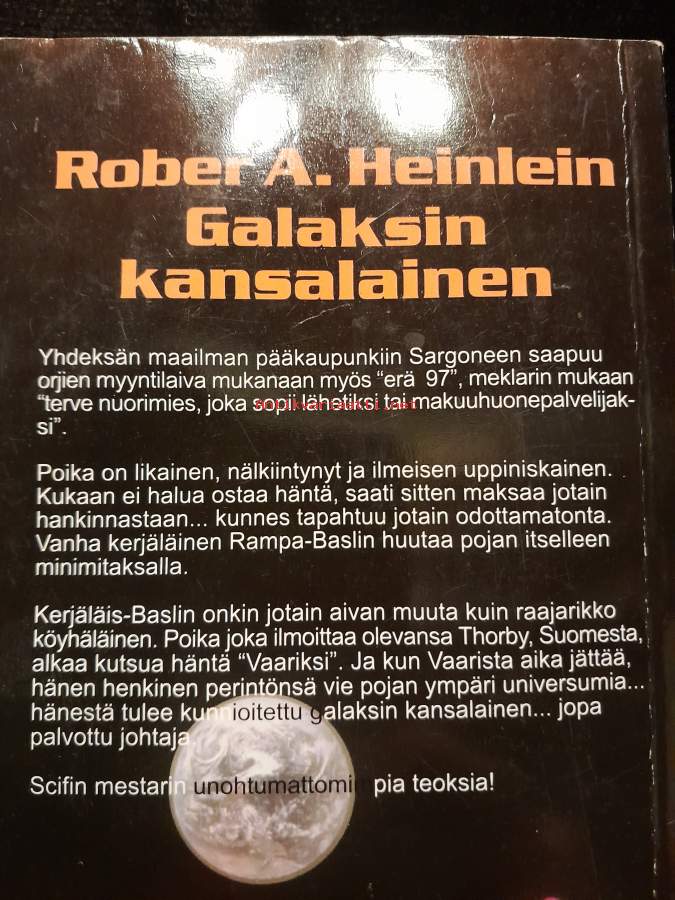 Rober A. Heinlein
Galaksin
kansalainen
Yhdeksän maailman pääkaupunkiin Sargoneen saapuu
orjien myyntilaiva mukanaan myös “erä 97”, meklarin mukaan
“terve nuorimies, joka sopii lähetiksi tai makuuhuonepalvelijak-
si”.
antikvariaatti.net
Poika on likainen, nälkiintynyt ja ilmeisen uppiniskainen.
Kukaan ei halua ostaa häntä, saati sitten maksaa jotain
hankinnastaan... kunnes tapahtuu jotain odottamatonta.
Vanha kerjäläinen Rampa-Baslin huutaa pojan itselleen
minimitaksalla.
Kerjäläis-Baslin onkin jotain aivan muuta kuin raajarikko
köyhäläinen. Poika joka ilmoittaa olevansa Thorby, Suomesta,
alkaa kutsua häntä “Vaariksi”. Ja kun Vaarista aika jättää,
hänen henkinen perintönsä vie pojan ympäri universumia...
hänestä tulee kunnioitettu galaksin kansalainen... jopa
palvottu johtaja.
Scifin mestarin unohtumattomimpia teoksia!